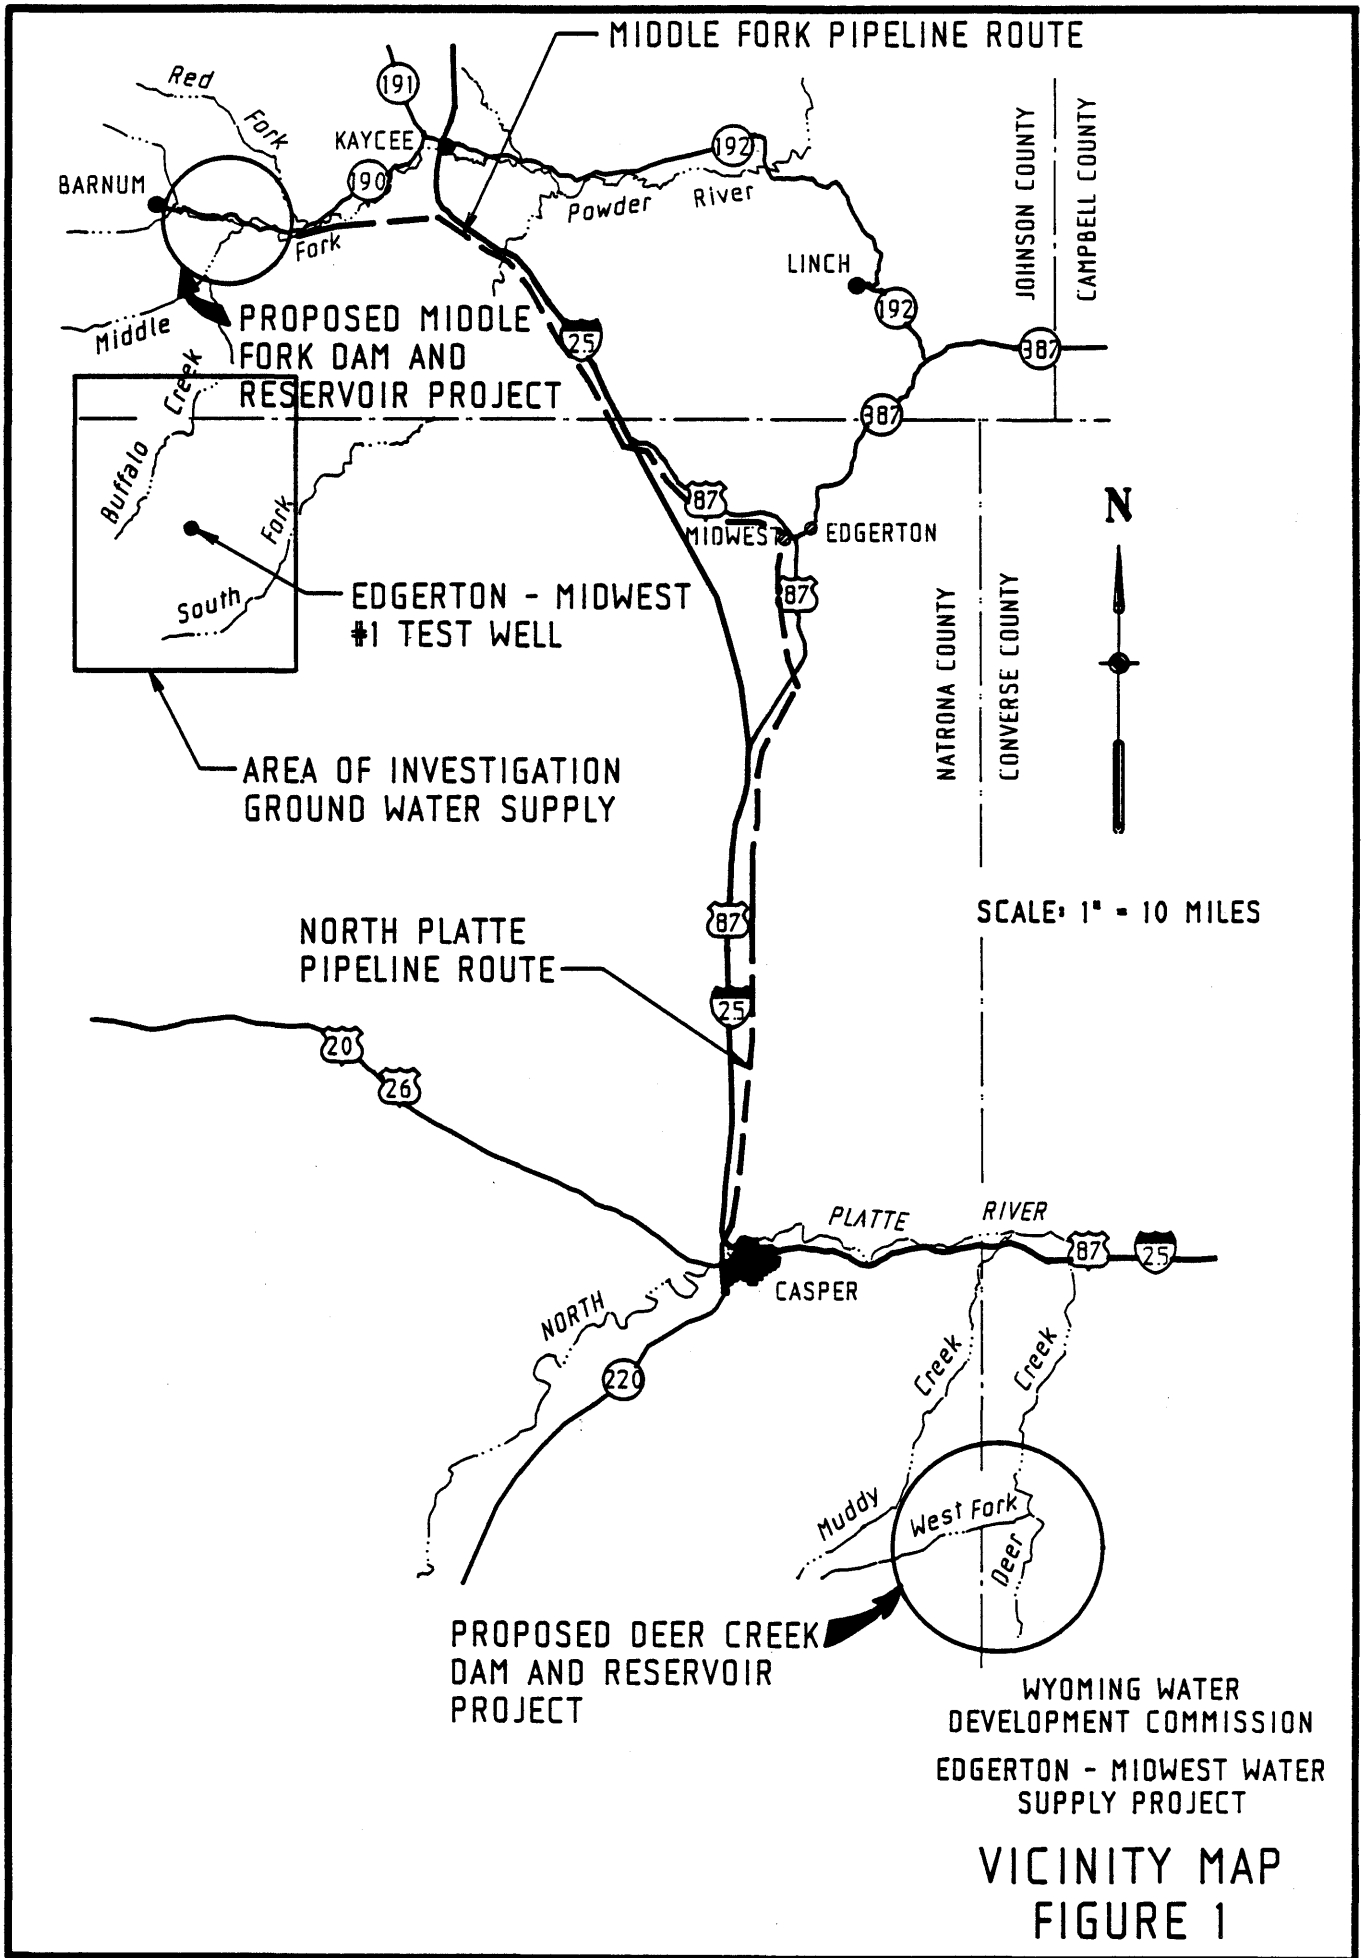 MIDDLE FORK PIPELINE ROUTE
Red
Fork
191
KAYCEE
192
190
BARNUM
Powder River
Fork
JOHNSON COUNTY
CAMPBELL COUNTY
LINCH
192
Middle
25
387
PROPOSED MIDDLE
FORK DAM AND
RESERVOIR PROJECT
387
Buffalo Creek
87
MIDWEST
EDGERTON
N
South Fork
EDGERTON - MIDWEST
#1 TEST WELL
87
NATRONA COUNTY
CONVERSE COUNTY
AREA OF INVESTIGATION
GROUND WATER SUPPLY
SCALE: 1" = 10 MILES
87
NORTH PLATTE
PIPELINE ROUTE
25
20
26
PLATTE RIVER
87
25
CASPER
NORTH
220
Creek
Creek
Muddy
West Fork
Deer
PROPOSED DEER CREEK
DAM AND RESERVOIR
PROJECT
WYOMING WATER
DEVELOPMENT COMMISSION
EDGERTON - MIDWEST WATER
SUPPLY PROJECT
VICINITY MAP
FIGURE 1